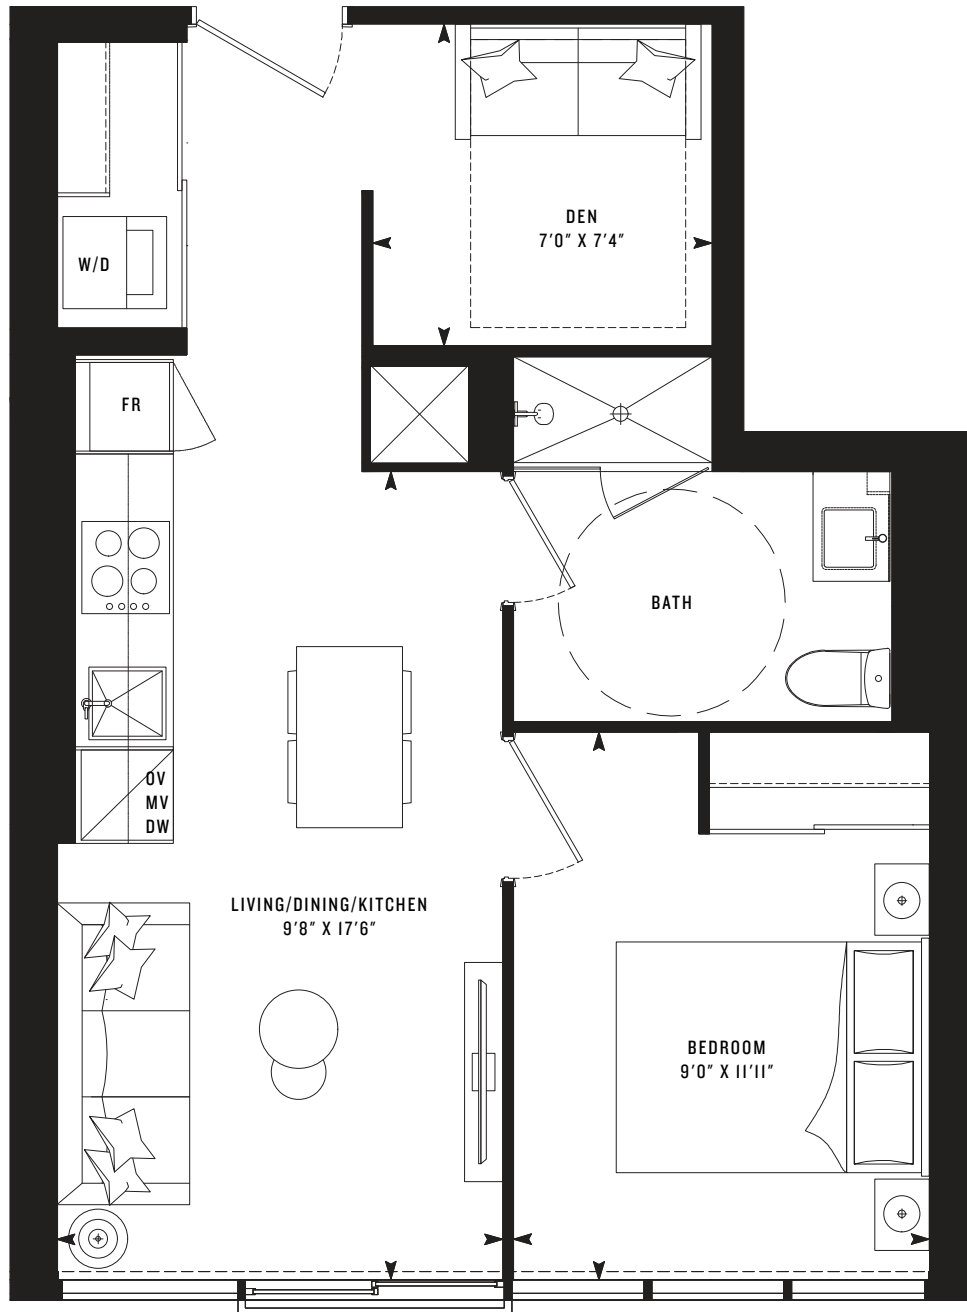 DEN
7'0" X 7'4"
W/D
FR
BATH
OV
MV
DW
LIVING/DINING/KITCHEN
9'8" X 17'6"
BEDROOM
9'0" X 11'11"